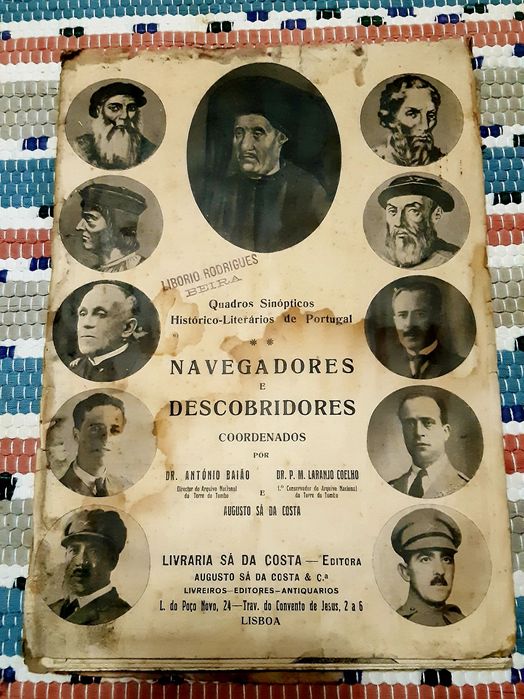 LIBORIO RODRIGUES
BEIRA
Quadros Sinópticos
Histórico-Literários de Portugal
* *
NAVEGADORES
E
DESCOBRIDORES
COORDENADOS
POR
DR. ANTÓNIO BAIÃO DR. P. M. LARANJO COELHO
Director do Arquivo Nacional 1.º Conservador do Arquivo Nacional
da Torre do Tombo da Torre do Tombo
E
AUGUSTO SÁ DA COSTA
LIVRARIA SÁ DA COSTA — EDITORA
AUGUSTO SÁ DA COSTA & C.ª
LIVREIROS—EDITORES—ANTIQUARIOS
L. do Poço Novo, 24—Trav. do Convento de Jesus, 2 a 6
LISBOA